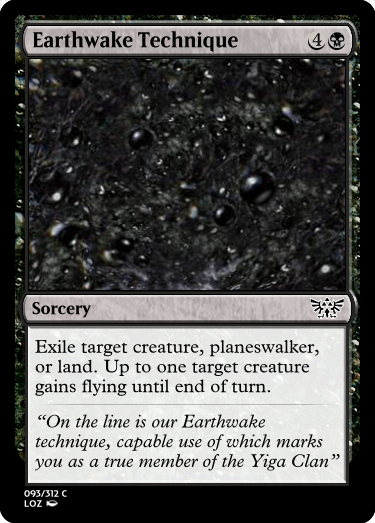 Earthwake Technique 4
Sorcery
Exile target creature, planeswalker,
or land. Up to one target creature
gains flying until end of turn.
“On the line is our Earthwake
technique, capable use of which marks
you as a true member of the Yiga Clan”
093/312 C
LOZ